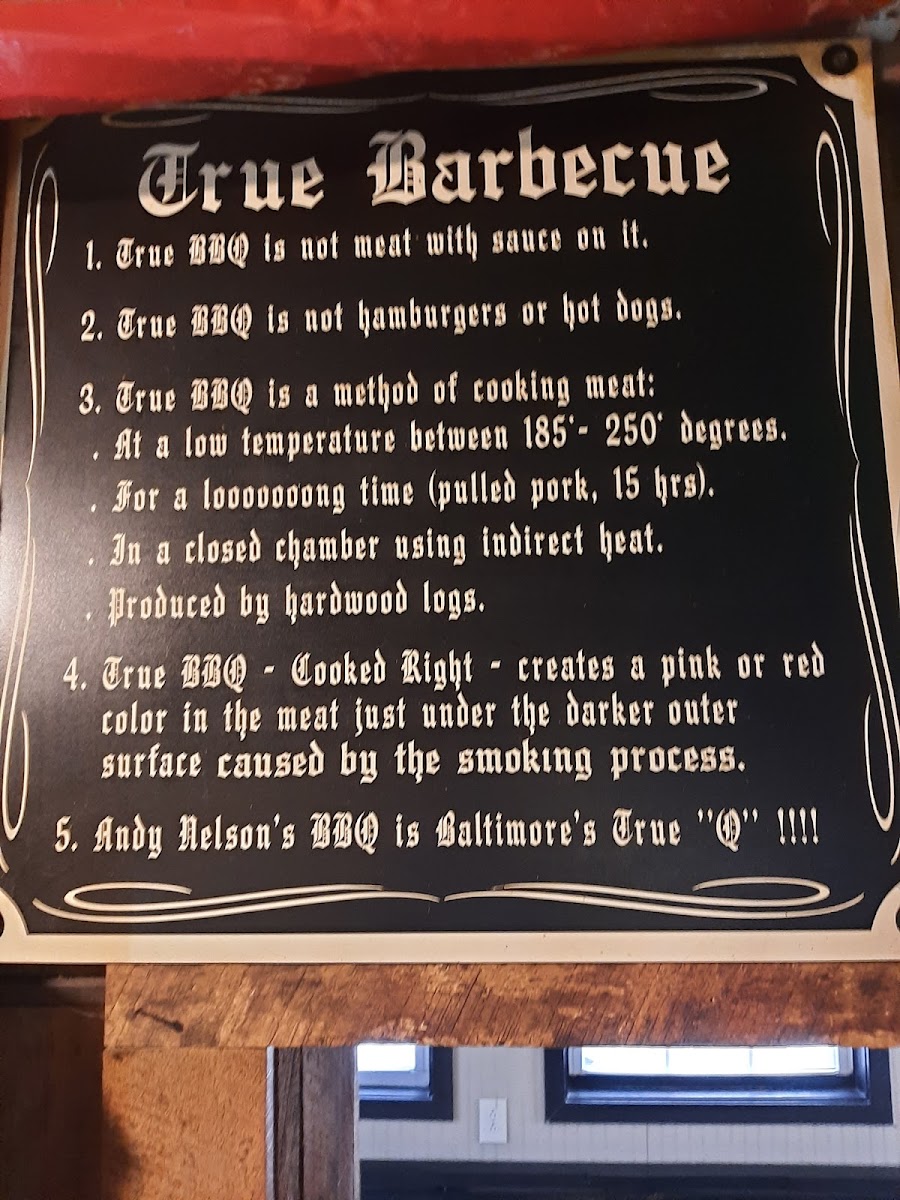 True Barbecue
1. True BBQ is not meat with sauce on it.
2. True BBQ is not hamburgers or hot dogs.
3. True BBQ is a method of cooking meat:
. At a low temperature between 185°- 250° degrees.
. For a looooooong time (pulled pork, 15 hrs).
. In a closed chamber using indirect heat.
. Produced by hardwood logs.
4. True BBQ - Cooked Right - creates a pink or red
color in the meat just under the darker outer
surface caused by the smoking process.
5. Andy Nelson's BBQ is Baltimore's True "Q" !!!!